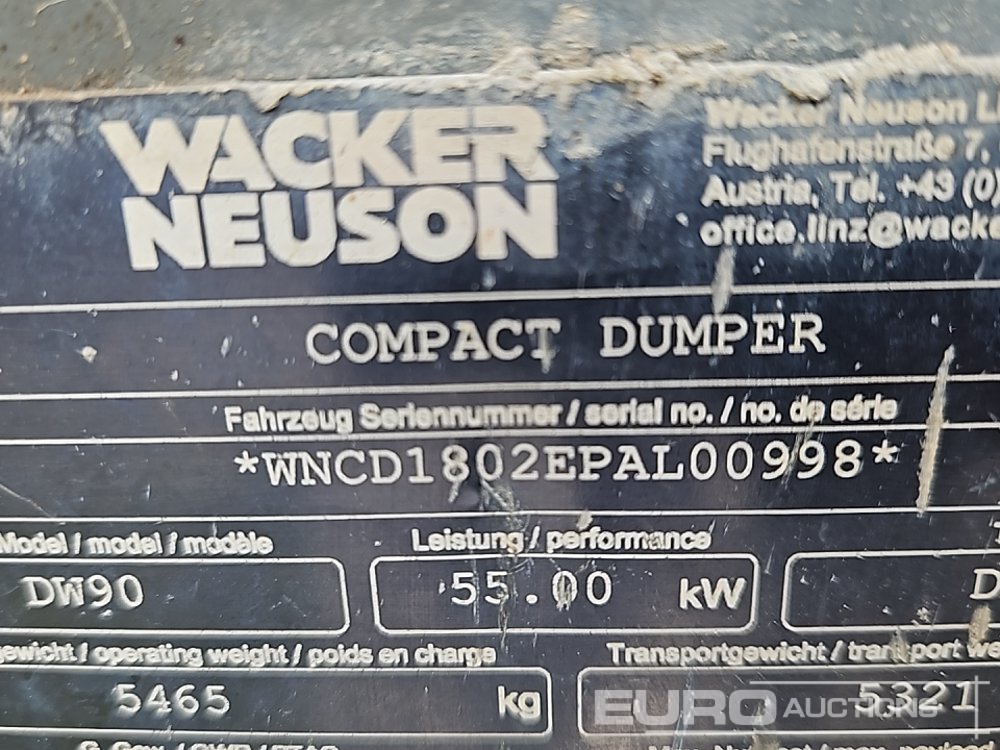 WACKER
NEUSON
Wacker Neuson Li
Flughafenstraße 7,
Austria, Tel. +43 (0)
office.linz@wacke
COMPACT DUMPER
Fahrzeug Seriennummer / serial no. / no. de série
*WNCD1802EPAL00998*
Model / model / modèle
Leistung / performance
DW90
55.00 kW
D
gewicht / operating weight / poids en charge
Transportgewicht / transport we
5465 kg
5321
EURO AUCTIONS